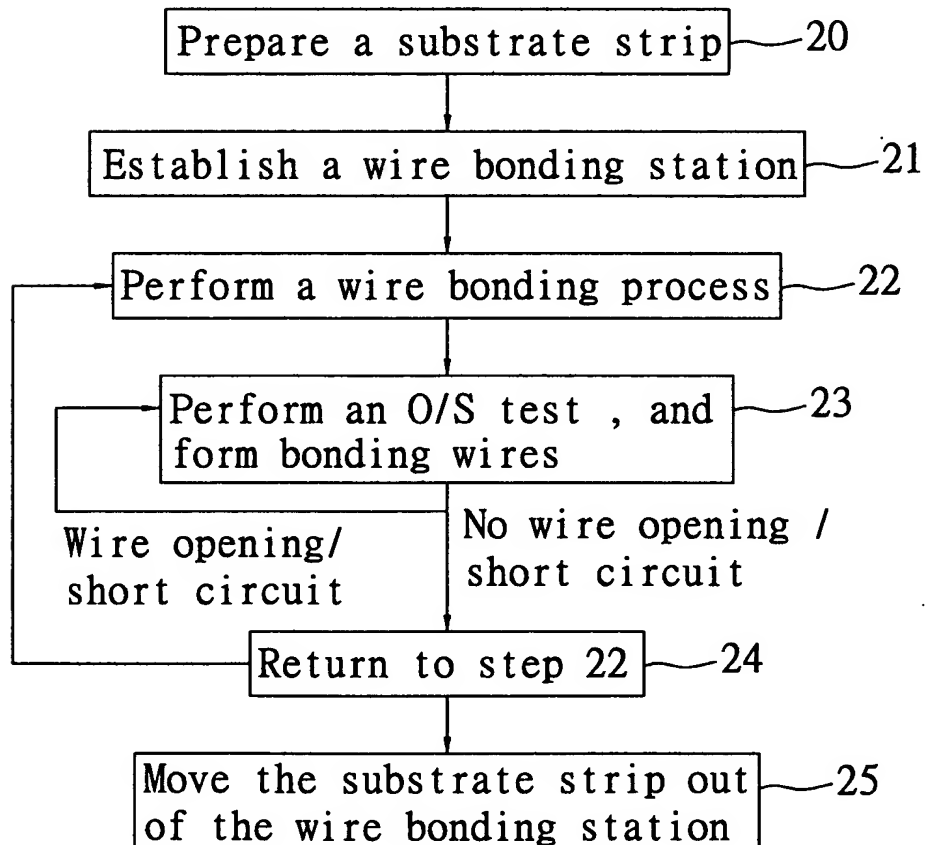 Prepare a substrate strip 20
Establish a wire bonding station 21
Perform a wire bonding process 22
Perform an O/S test , and 23
form bonding wires
Wire opening/
short circuit
No wire opening /
short circuit
Return to step 22 24
Move the substrate strip out 25
of the wire bonding station